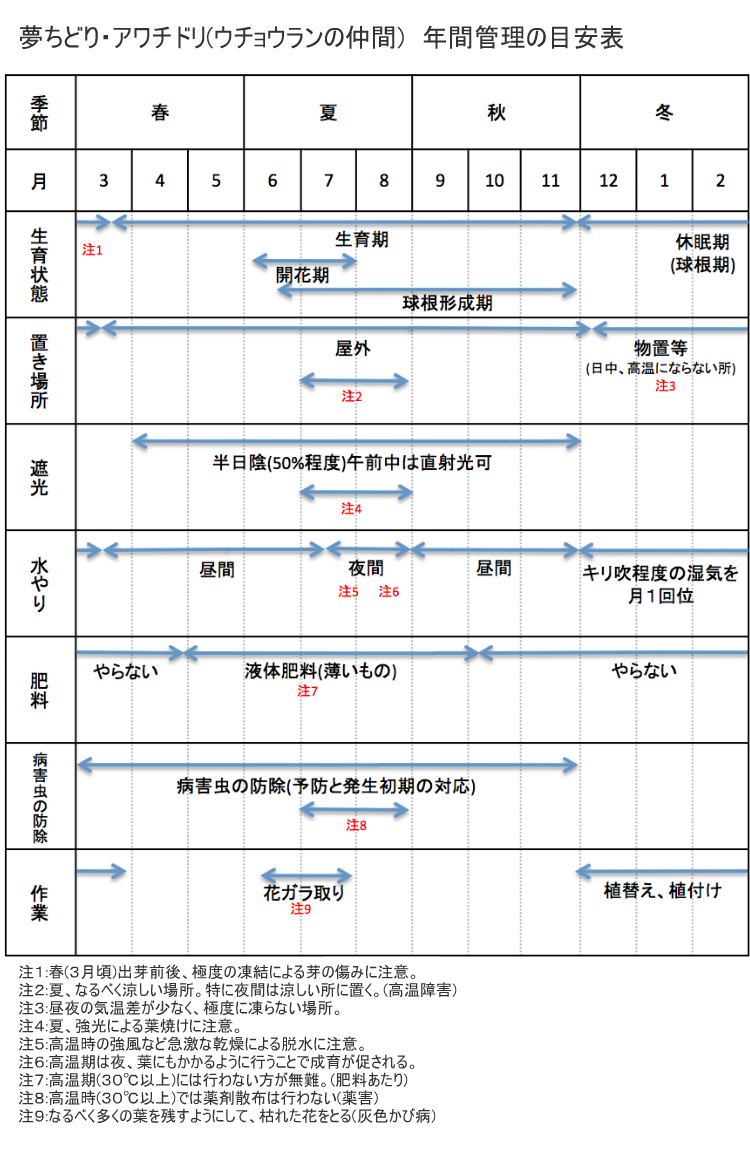 夢ちどり・アワチドリ(ウチョウランの仲間) 年間管理の目安表
季節 春 夏 秋 冬
月 3 4 5 6 7 8 9 10 11 12 1 2
生育状態
注1
生育期
開花期
球根形成期
休眠期
(球根期)
置き場所
屋外
注2
物置等
(日中、高温にならない所)
注3
遮光
半日陰(50%程度)午前中は直射光可
注4
水やり
昼間
夜間
注5 注6
昼間
キリ吹程度の湿気を
月1回位
肥料
やらない
液体肥料(薄いもの)
注7
やらない
病害虫の防除
病害虫の防除(予防と発生初期の対応)
注8
作業
花ガラ取り
注9
植替え、植付け
注1:春(3月頃)出芽前後、極度の凍結による芽の傷みに注意。
注2:夏、なるべく涼しい場所。特に夜間は涼しい所に置く。(高温障害)
注3:昼夜の気温差が少なく、極度に凍らない場所。
注4:夏、強光による葉焼けに注意。
注5:高温時の強風など急激な乾燥による脱水に注意。
注6:高温期は夜、葉にもかかるように行うことで成育が促される。
注7:高温期(30℃以上)には行わない方が無難。(肥料あたり)
注8:高温時(30℃以上)では薬剤散布は行わない(薬害)
注9:なるべく多くの葉を残すようにして、枯れた花をとる(灰色かび病)